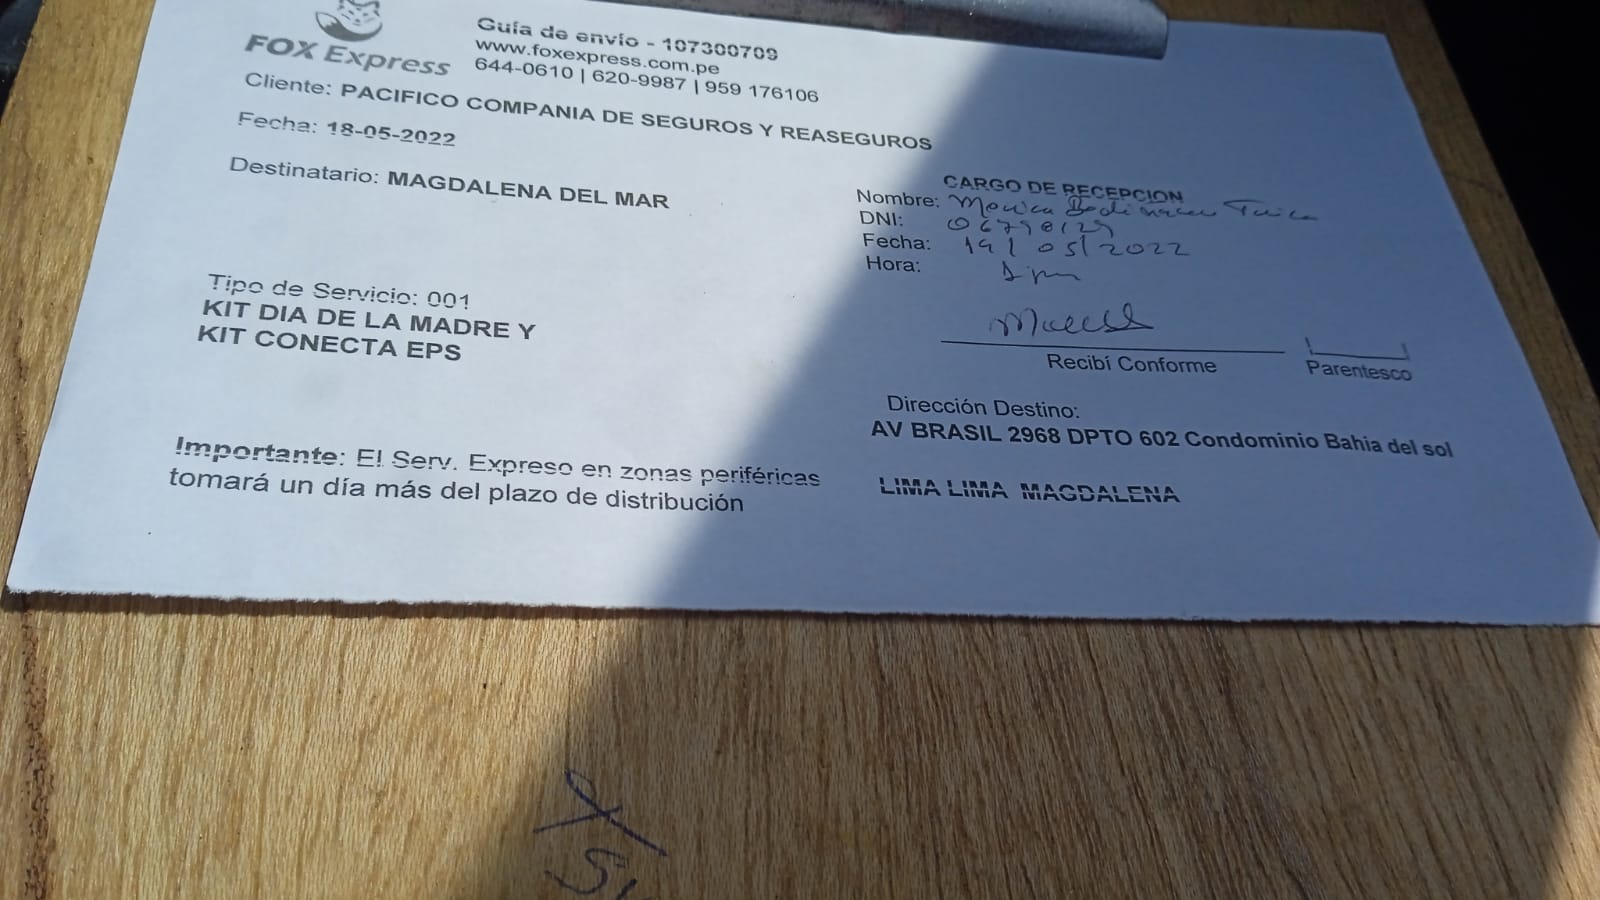 FOX Express
Guía de envío - 107300709
www.foxexpress.com.pe
644-0610 | 620-9987 | 959 176106
Cliente: PACIFICO COMPANIA DE SEGUROS Y REASEGUROS
Fecha: 18-05-2022
Destinatario: MAGDALENA DEL MAR
CARGO DE RECEPCION
Nombre: Monica
DNI:
Fecha: 19/05/2022
Hora:
Recibí Conforme
Parentesco
Tipo de Servicio: 001
KIT DIA DE LA MADRE Y
KIT CONECTA EPS
Dirección Destino:
AV BRASIL 2968 DPTO 602 Condominio Bahia del sol
LIMA LIMA MAGDALENA
Importante: El Serv. Expreso en zonas periféricas
tomará un día más del plazo de distribución